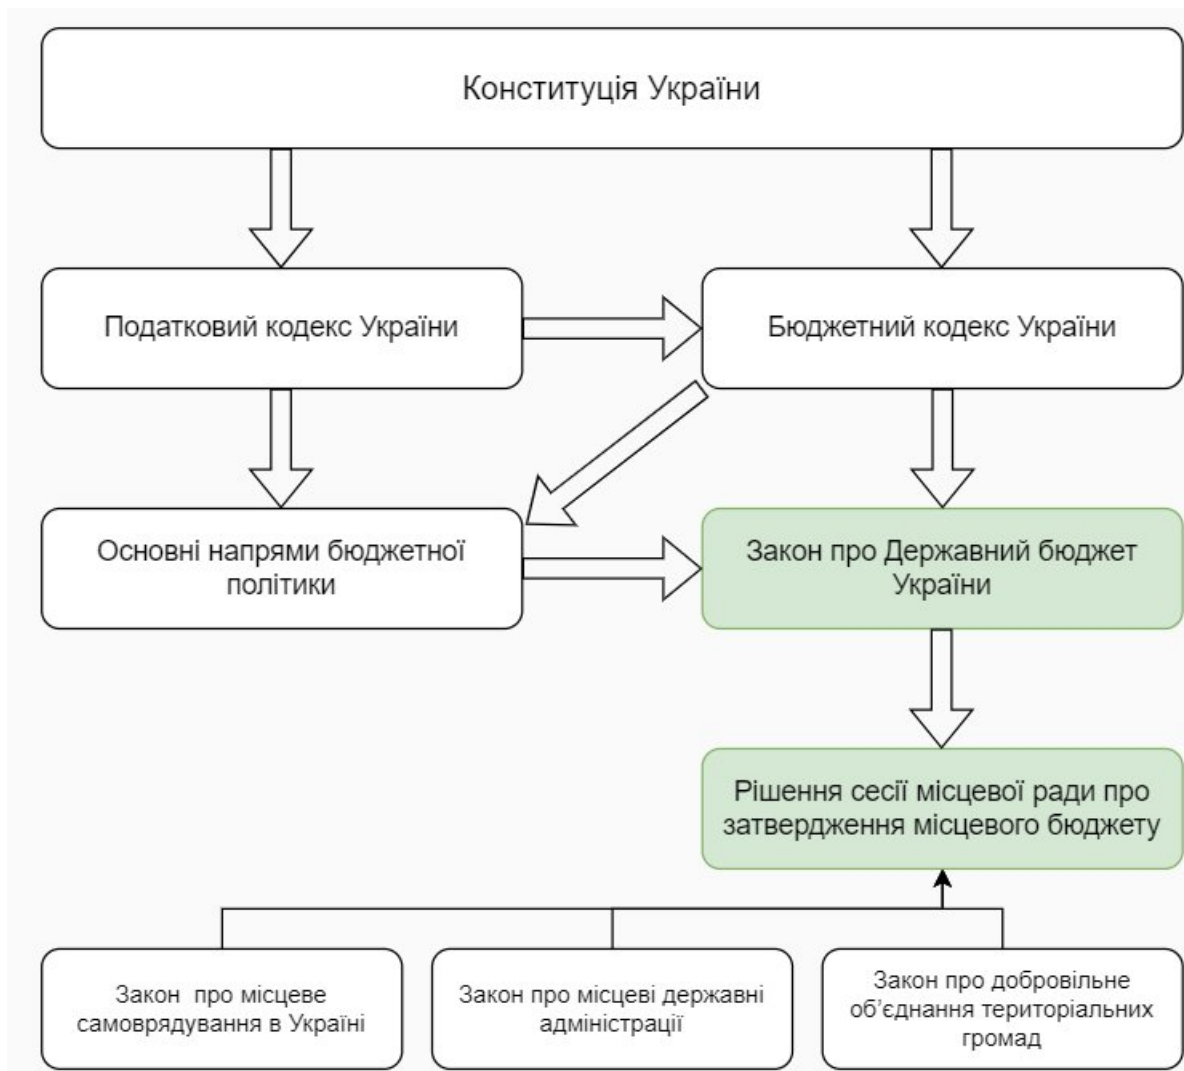 Конституція України
Податковий кодекс України
Бюджетний кодекс України
Основні напрями бюджетної
політики
Закон про Державний бюджет
України
Рішення сесії місцевої ради про
затвердження місцевого бюджету
Закон про місцеве
самоврядування в Україні
Закон про місцеві державні
адміністрації
Закон про добровільне
об’єднання територіальних
громад